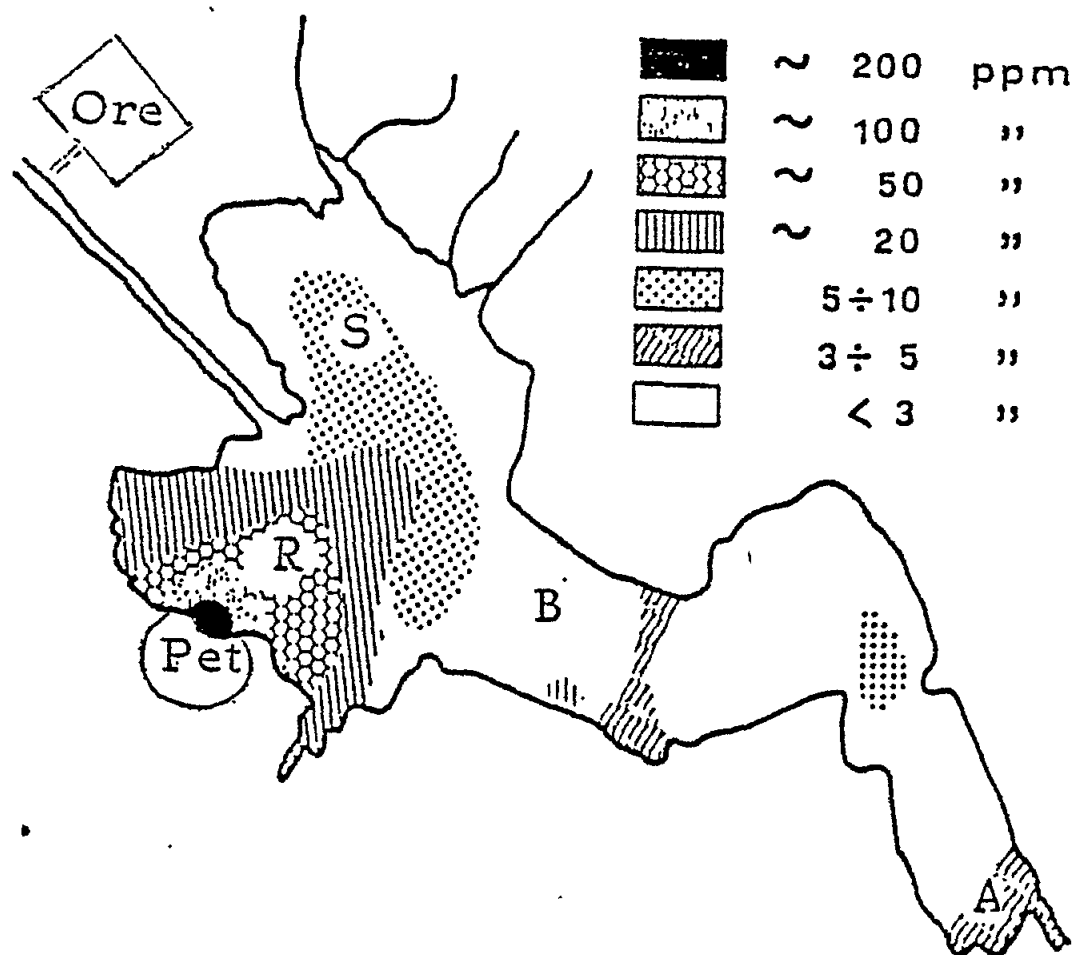 Ore
~ 200 ppm
~ 100 "
~ 50 "
~ 20 "
5÷10 "
3÷ 5 "
< 3 "
S
R
B
Pet
A